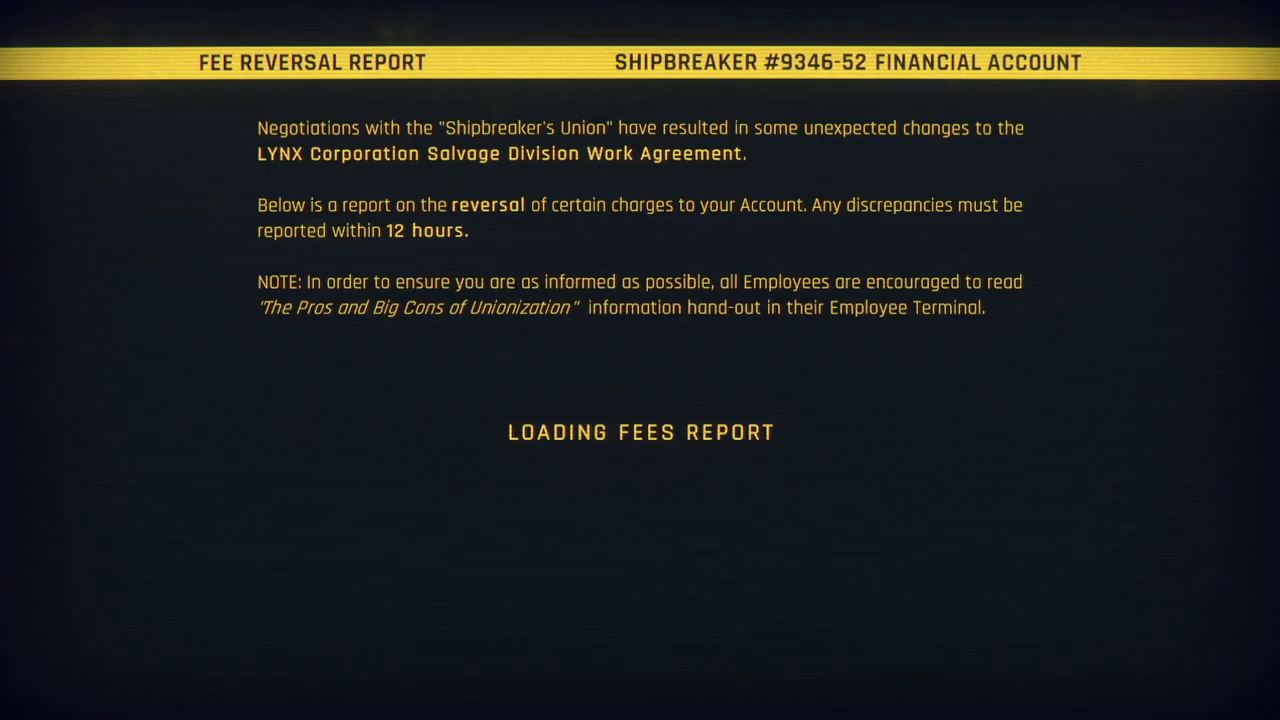 FEE REVERSAL REPORT
SHIPBREAKER #9346-52 FINANCIAL ACCOUNT
Negotiations with the "Shipbreaker's Union" have resulted in some unexpected changes to the
LYNX Corporation Salvage Division Work Agreement.
Below is a report on the reversal of certain charges to your Account. Any discrepancies must be
reported within 12 hours.
NOTE: In order to ensure you are as informed as possible, all Employees are encouraged to read
"The Pros and Big Cons of Unionization" information hand-out in their Employee Terminal.
LOADING FEES REPORT